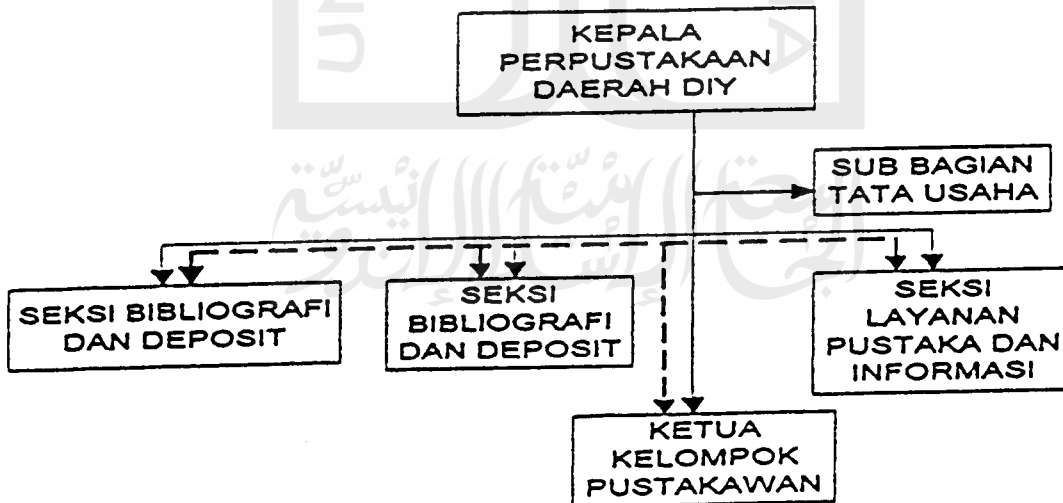 KEPALA
PERPUSTAKAAN
DAERAH DIY
SUB BAGIAN
TATA USAHA
SEKSI BIBLIOGRAFI
DAN DEPOSIT
SEKSI
BIBLIOGRAFI
DAN DEPOSIT
SEKSI
LAYANAN
PUSTAKA DAN
INFORMASI
KETUA
KELOMPOK
PUSTAKAWAN